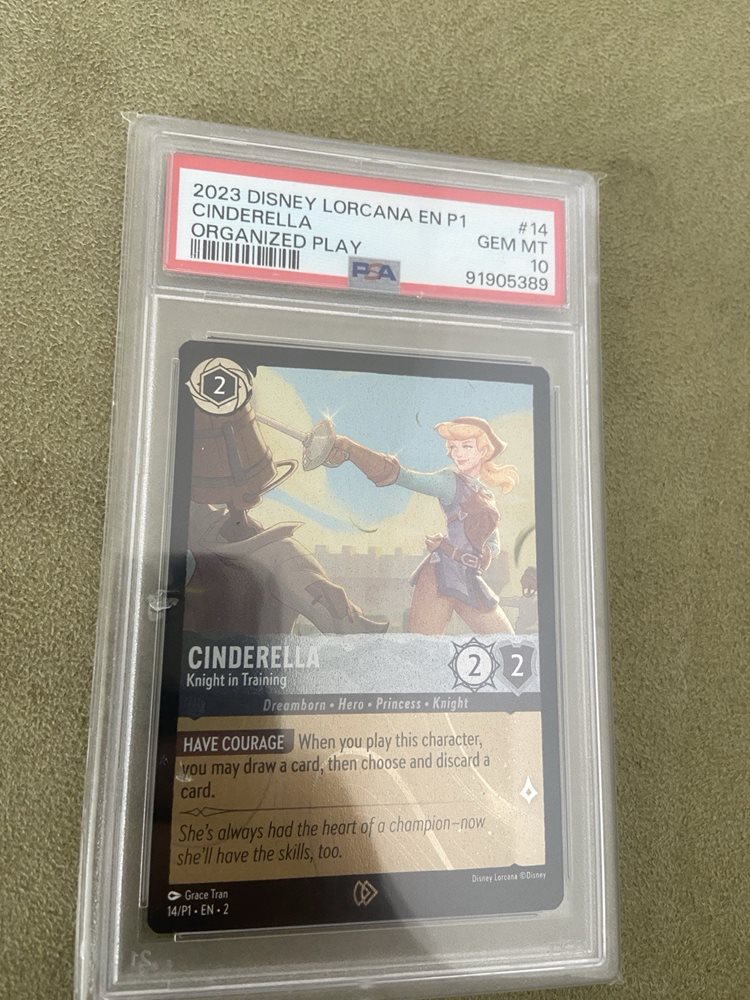 2023 DISNEY LORCANA EN P1 #14
CINDERELLA GEM MT
ORGANIZED PLAY 10
PSA 91905389
2
CINDERELLA
Knight in Training
2 2
Dreamborn • Hero • Princess • Knight
HAVE COURAGE When you play this character,
you may draw a card, then choose and discard a
card.
She's always had the heart of a champion—now
she'll have the skills, too.
Disney Lorcana ©Disney
Grace Tran
14/P1 • EN • 2